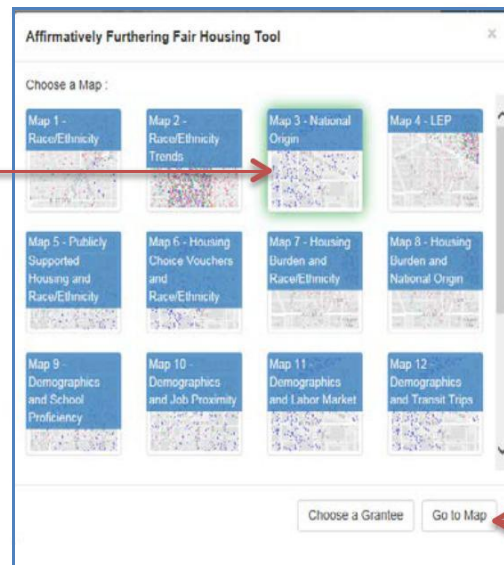 Affirmatively Furthering Fair Housing Tool
×
Choose a Map :
Map 1 -
Race/Ethnicity
Map 2 -
Race/Ethnicity
Trends
Map 3 - National
Origin
Map 4 - LEP
Map 5 - Publicly
Supported
Housing and
Race/Ethnicity
Map 6 - Housing
Choice Vouchers
and
Race/Ethnicity
Map 7 - Housing
Burden and
Race/Ethnicity
Map 8 - Housing
Burden and
National Origin
Map 9 -
Demographics
and School
Proficiency
Map 10 -
Demographics
and Job Proximity
Map 11 -
Demographics
and Labor Market
Map 12 -
Demographics
and Transit Trips
Choose a Grantee
Go to Map